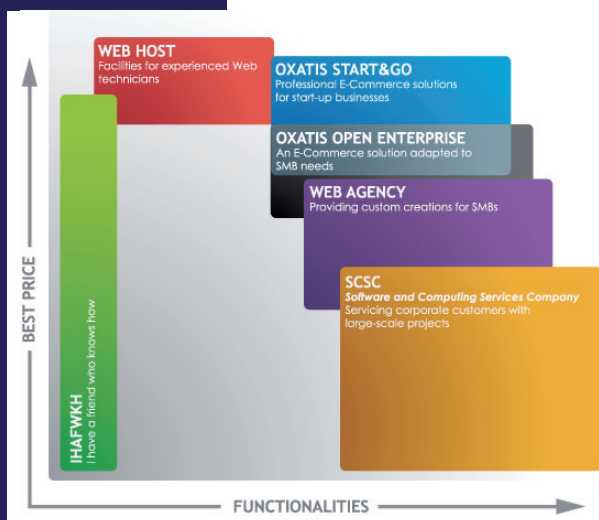 WEB HOST
Facilities for experienced Web
technicians
OXATIS START&GO
Professional E-Commerce solutions
for start-up businesses
OXATIS OPEN ENTERPRISE
An E-Commerce solution adapted to
SMB needs
WEB AGENCY
Providing custom creations for SMBs
SCSC
Software and Computing Services Company
Servicing corporate customers with
large-scale projects
IHAFWKH
I have a friend who knows how
BEST PRICE
FUNCTIONALITIES